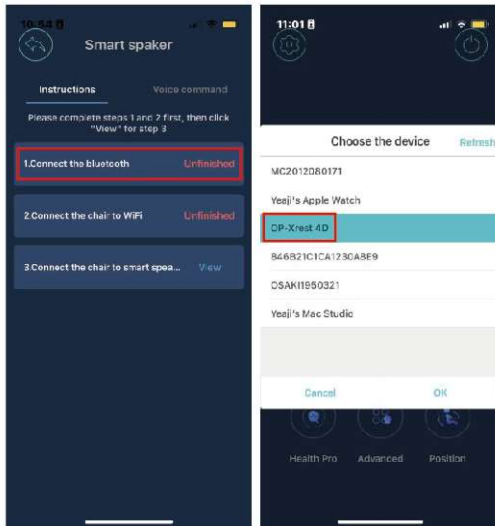 10:54
Smart spaker
Instructions
Voice command
Please complete steps 1 and 2 first, then click
"View" for step 3
1.Connect the bluetooth
Unfinished
2.Connect the chair to WiFi
Unfinished
3.Connect the chair to smart spea...
View
11:01
Choose the device
Refresh
MC2012080171
Yeaji's Apple Watch
OP-Xrest 4D
846B21C1CA1230A8E9
OSAKI1950321
Yeaji's Mac Studio
Cancel
OK
Health Pro
Advanced
Position